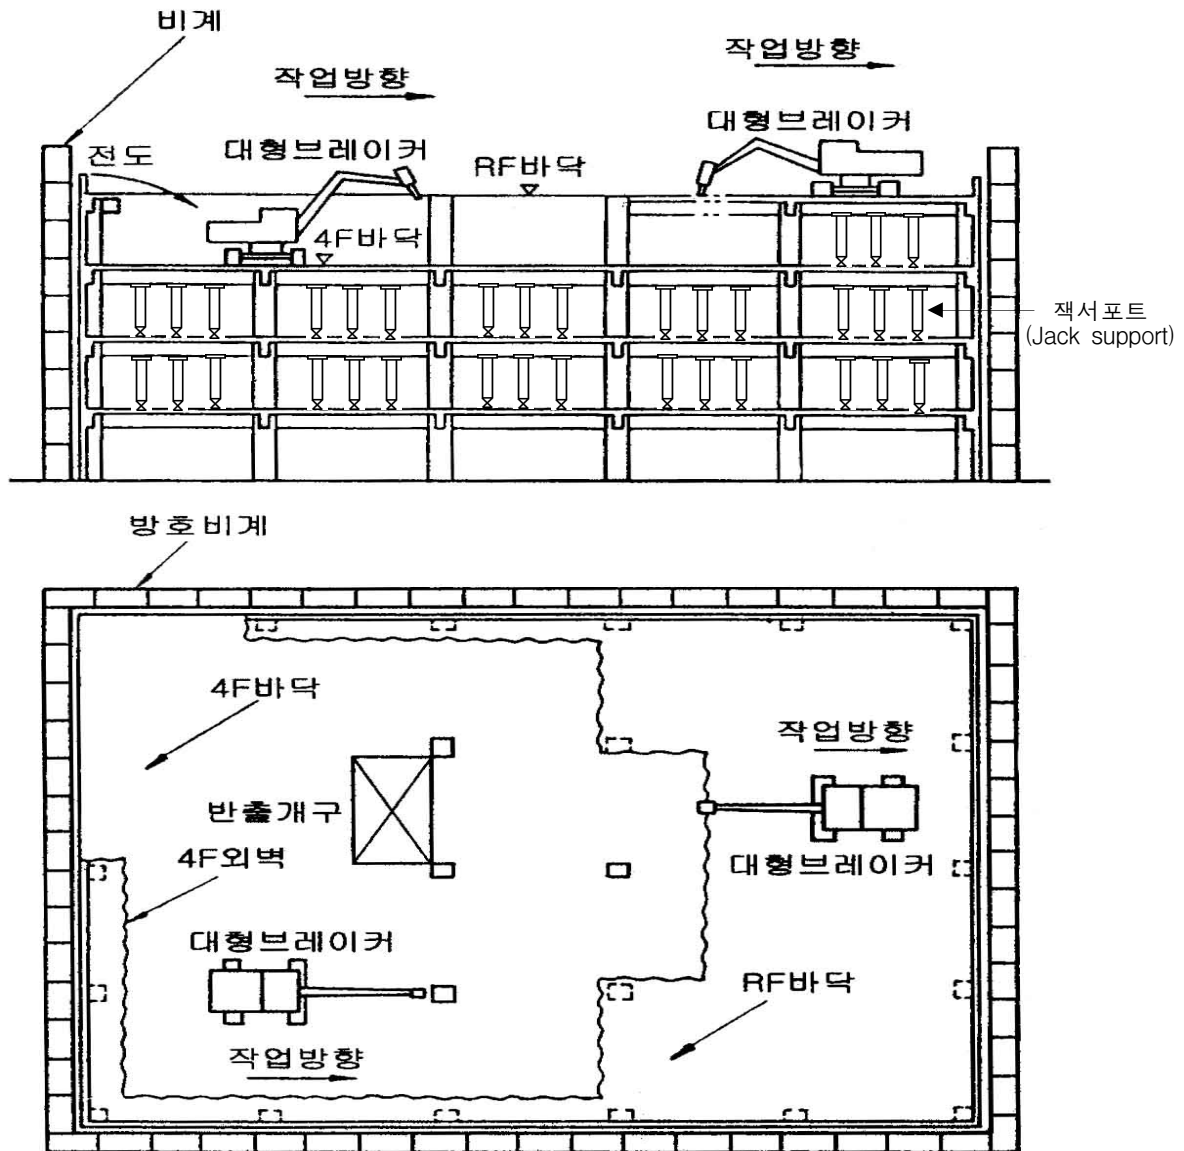 비계
작업방향
작업방향
대형브레이커
전도
대형브레이커
RF바닥
4F바닥
잭서포트
(Jack support)
방호비계
4F바닥
작업방향
반출개구
4F외벽
대형브레이커
대형브레이커
RF바닥
작업방향